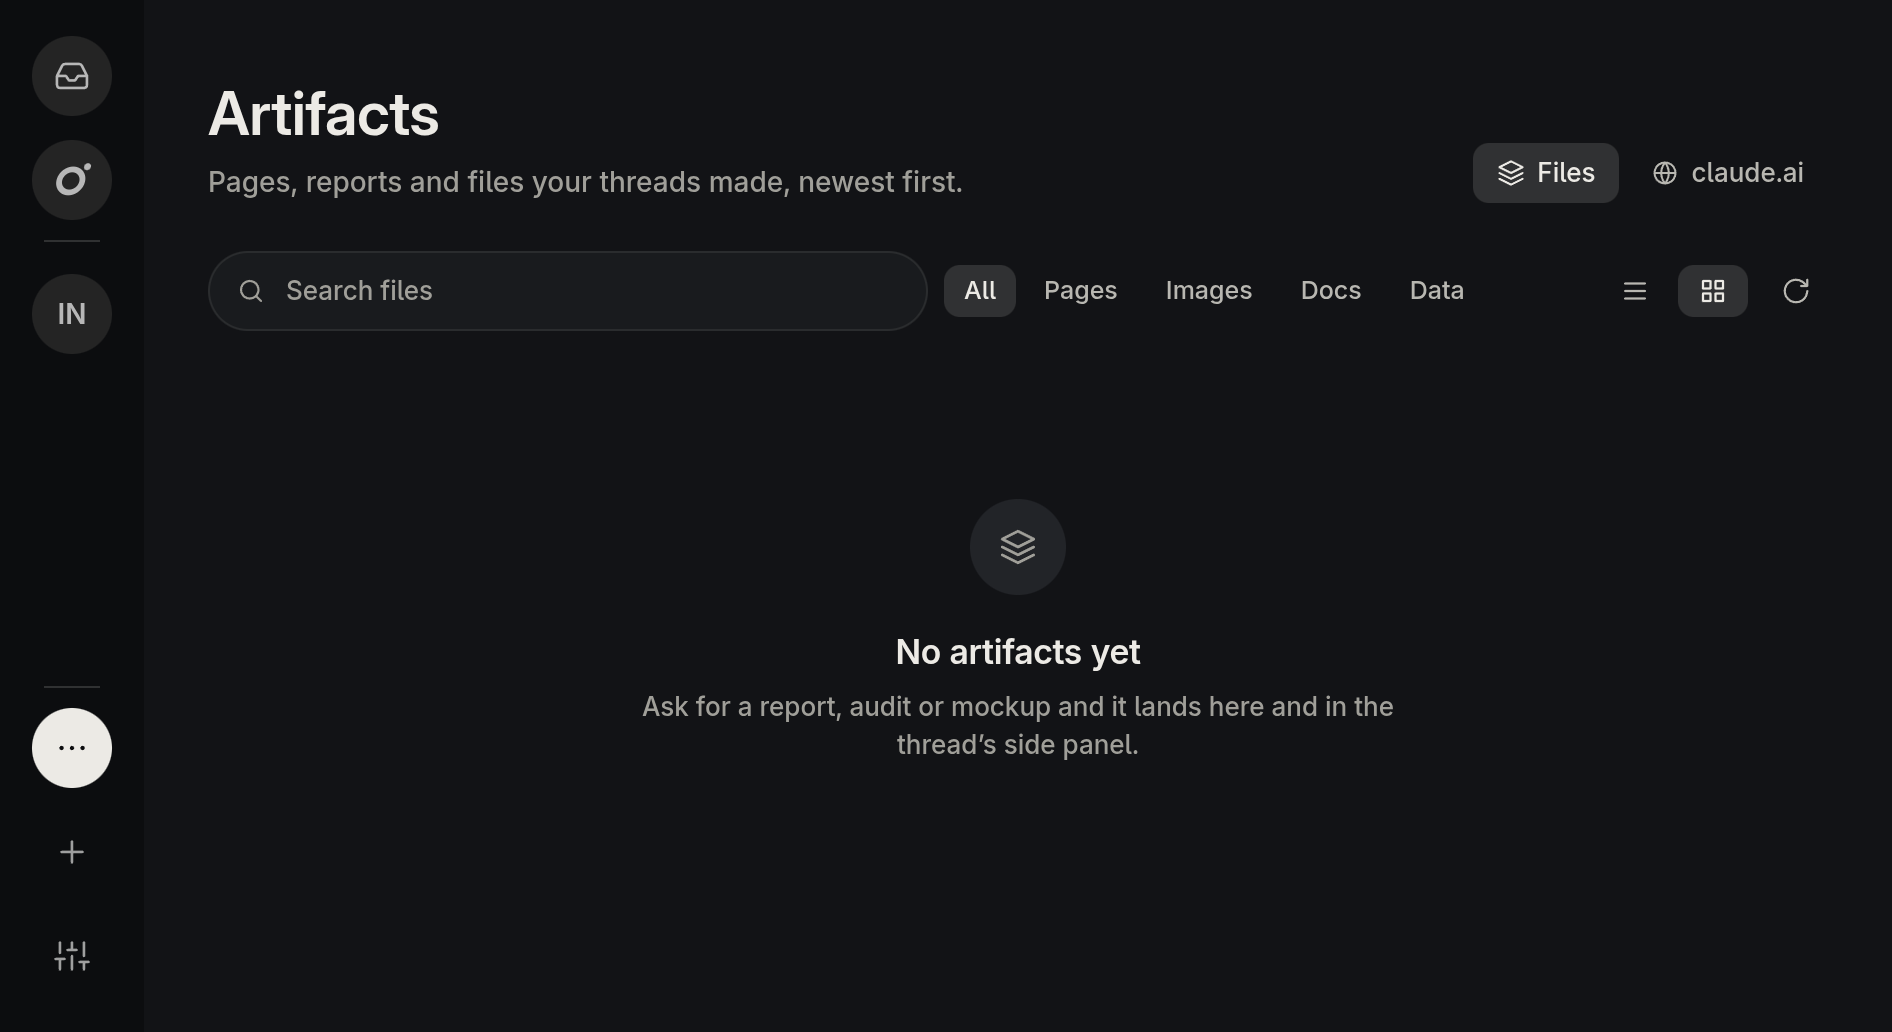 Artifacts
Pages, reports and files your threads made, newest first.
Files
claude.ai
Search files
All
Pages
Images
Docs
Data
IN
No artifacts yet
Ask for a report, audit or mockup and it lands here and in the
thread’s side panel.